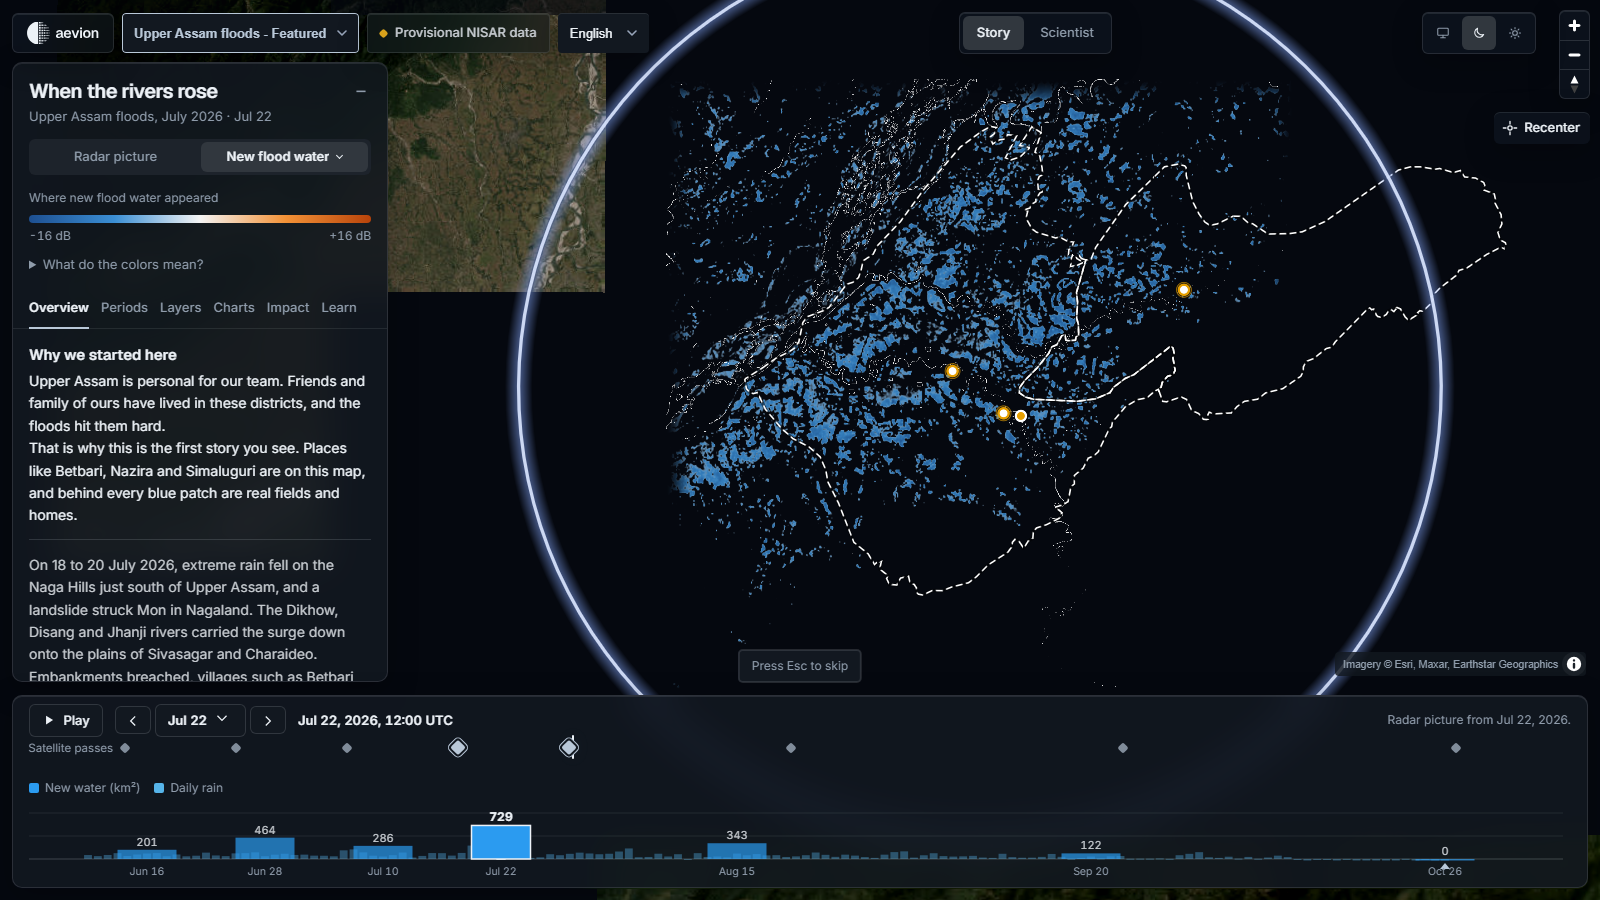 aevion
Upper Assam floods - Featured
Provisional NISAR data
English
Story
Scientist
Recenter
When the rivers rose
Upper Assam floods, July 2026 · Jul 22
Radar picture
New flood water
Where new flood water appeared
-16 dB
+16 dB
What do the colors mean?
Overview
Periods
Layers
Charts
Impact
Learn
Why we started here
Upper Assam is personal for our team. Friends and
family of ours have lived in these districts, and the
floods hit them hard.
That is why this is the first story you see. Places
like Betbari, Nazira and Simaluguri are on this map,
and behind every blue patch are real fields and
homes.
On 18 to 20 July 2026, extreme rain fell on the
Naga Hills just south of Upper Assam, and a
landslide struck Mon in Nagaland. The Dikhow,
Disang and Jhanji rivers carried the surge down
onto the plains of Sivasagar and Charaideo.
Embankments breached, villages such as Betbari
Press Esc to skip
Imagery © Esri, Maxar, Earthstar Geographics
Play
Jul 22
Jul 22, 2026, 12:00 UTC
Radar picture from Jul 22, 2026.
Satellite passes
New water (km²)
Daily rain
201
464
286
729
343
122
0
Jun 16
Jun 28
Jul 10
Jul 22
Aug 15
Sep 20
Oct 26